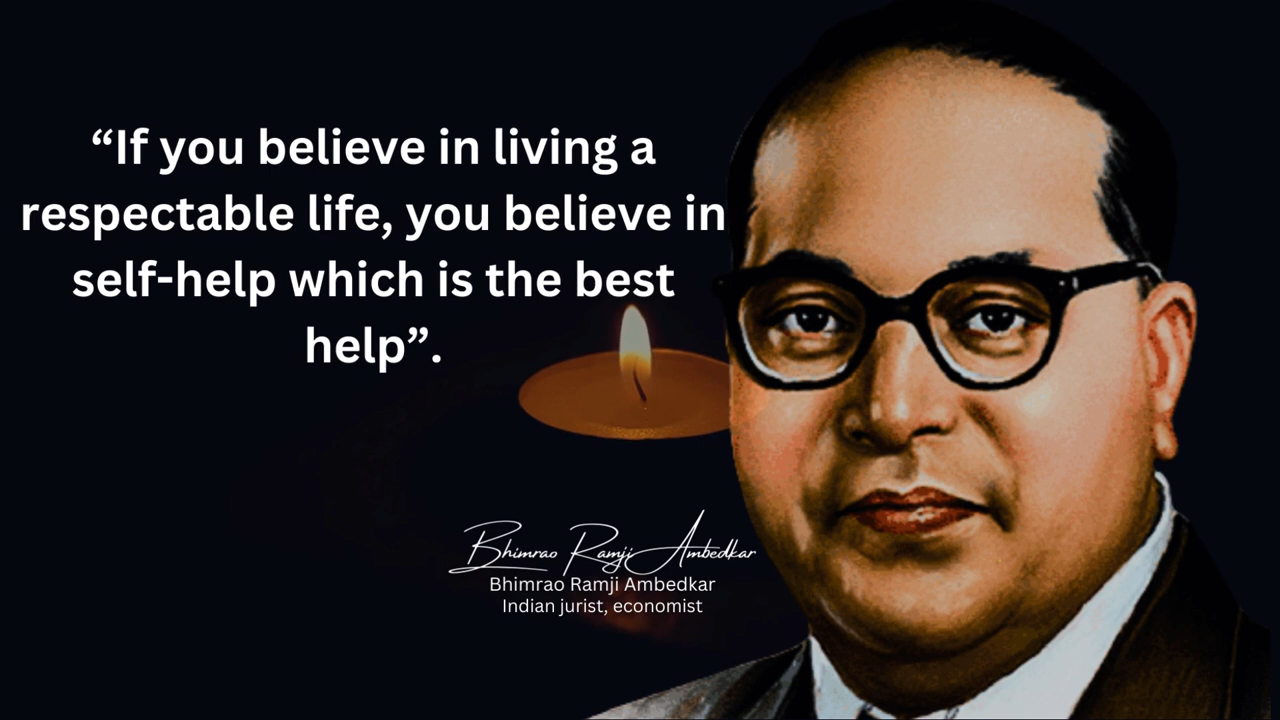 “If you believe in living a
respectable life, you believe in
self-help which is the best
help”.
Bhimrao Ramji Ambedkar
Bhimrao Ramji Ambedkar
Indian jurist, economist